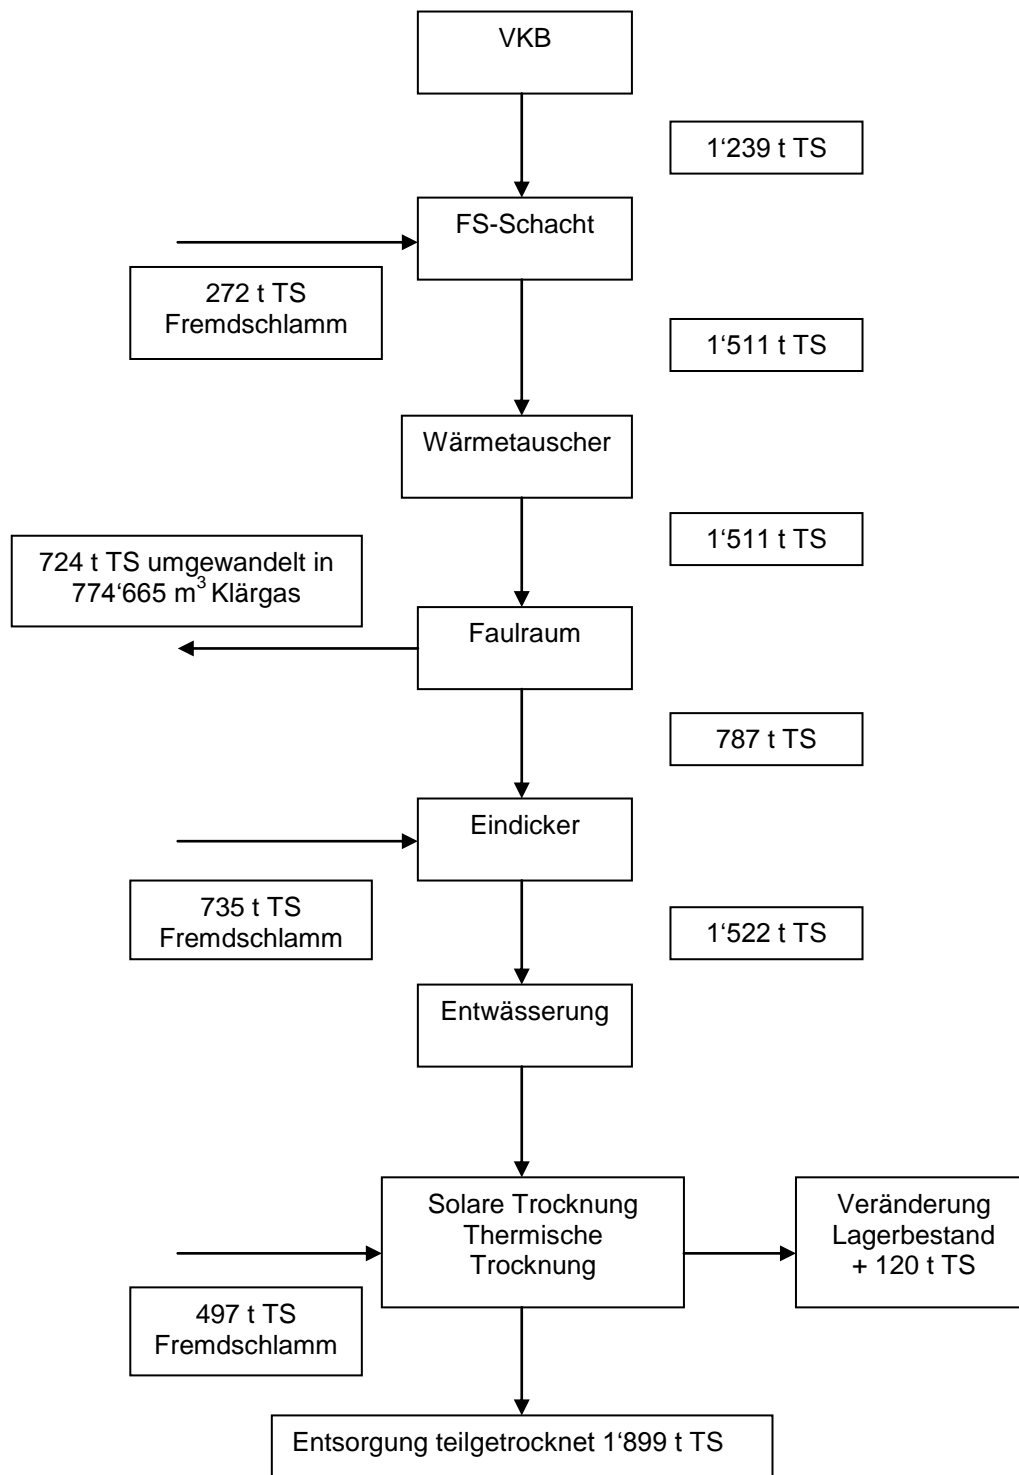 VKB
1‘239 t TS
FS-Schacht
272 t TS
Fremdschlamm
1‘511 t TS
Wärmetauscher
1‘511 t TS
724 t TS umgewandelt in
774‘665 m³ Klärgas
Faulraum
787 t TS
Eindicker
735 t TS
Fremdschlamm
1‘522 t TS
Entwässerung
Solare Trocknung
Thermische
Trocknung
Veränderung
Lagerbestand
+ 120 t TS
497 t TS
Fremdschlamm
Entsorgung teilgetrocknet 1‘899 t TS